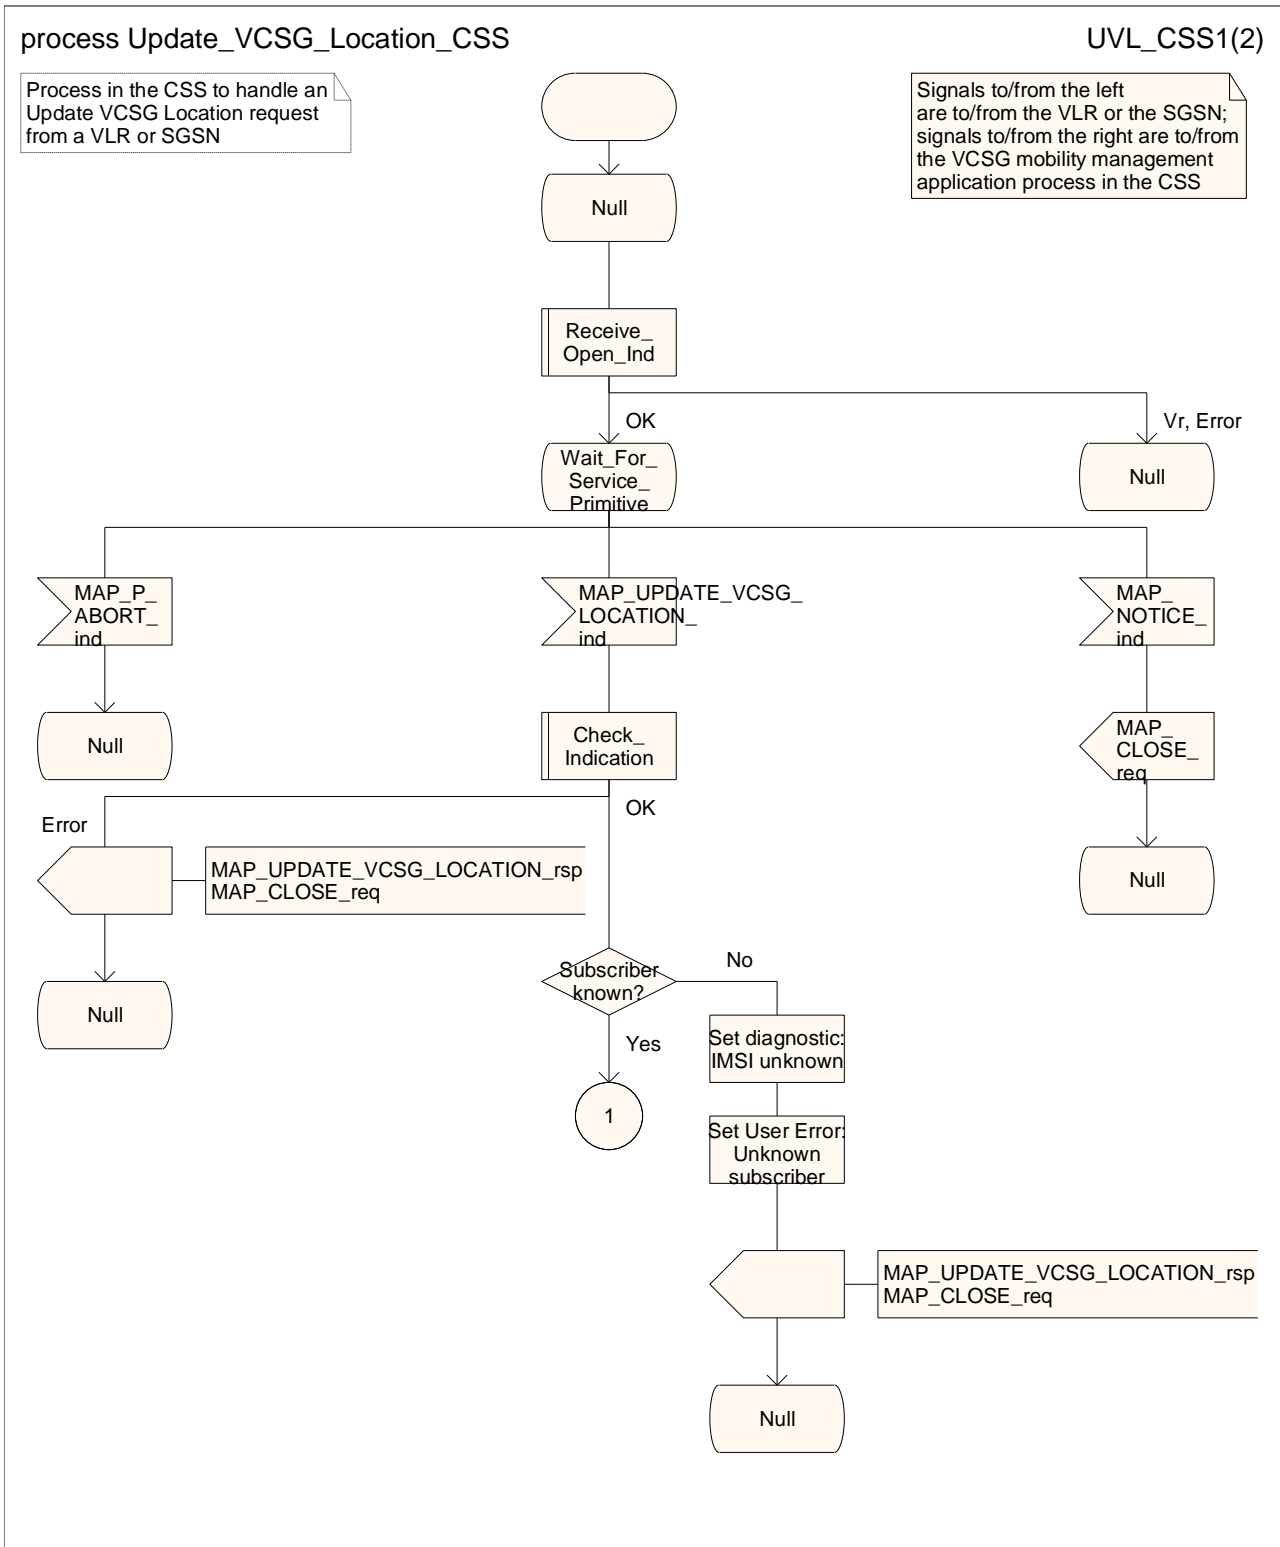 process Update_VCSG_Location_CSS
UVL_CSS1(2)
Process in the CSS to handle an
Update VCSG Location request
from a VLR or SGSN
Signals to/from the left
are to/from the VLR or the SGSN;
signals to/from the right are to/from
the VCSG mobility management
application process in the CSS
Null
Receive_
Open_Ind
OK
Vr, Error
Wait_For_
Service_
Primitive
Null
MAP_P_
ABORT_
ind
MAP_UPDATE_VCSG_
LOCATION_
ind
MAP_
NOTICE_
ind
Null
Check_
Indication
MAP_
CLOSE_
req
OK
Error
MAP_UPDATE_VCSG_LOCATION_rsp
MAP_CLOSE_req
Null
Null
Subscriber
known?
No
Yes
Set diagnostic:
IMSI unknown
1
Set User Error:
Unknown
subscriber
MAP_UPDATE_VCSG_LOCATION_rsp
MAP_CLOSE_req
Null